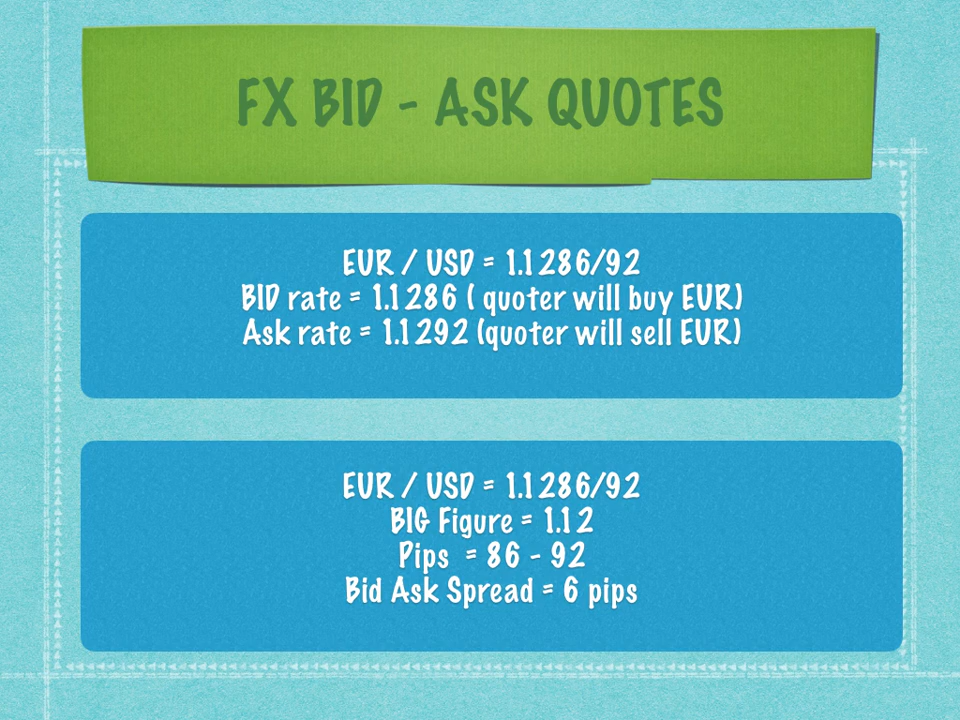 FX BID - ASK QUOTES
EUR / USD = 1.1286/92
BID rate = 1.1286 ( quoter will buy EUR)
Ask rate = 1.1292 (quoter will sell EUR)
EUR / USD = 1.1286/92
BIG Figure = 1.12
Pips = 86 - 92
Bid Ask Spread = 6 pips